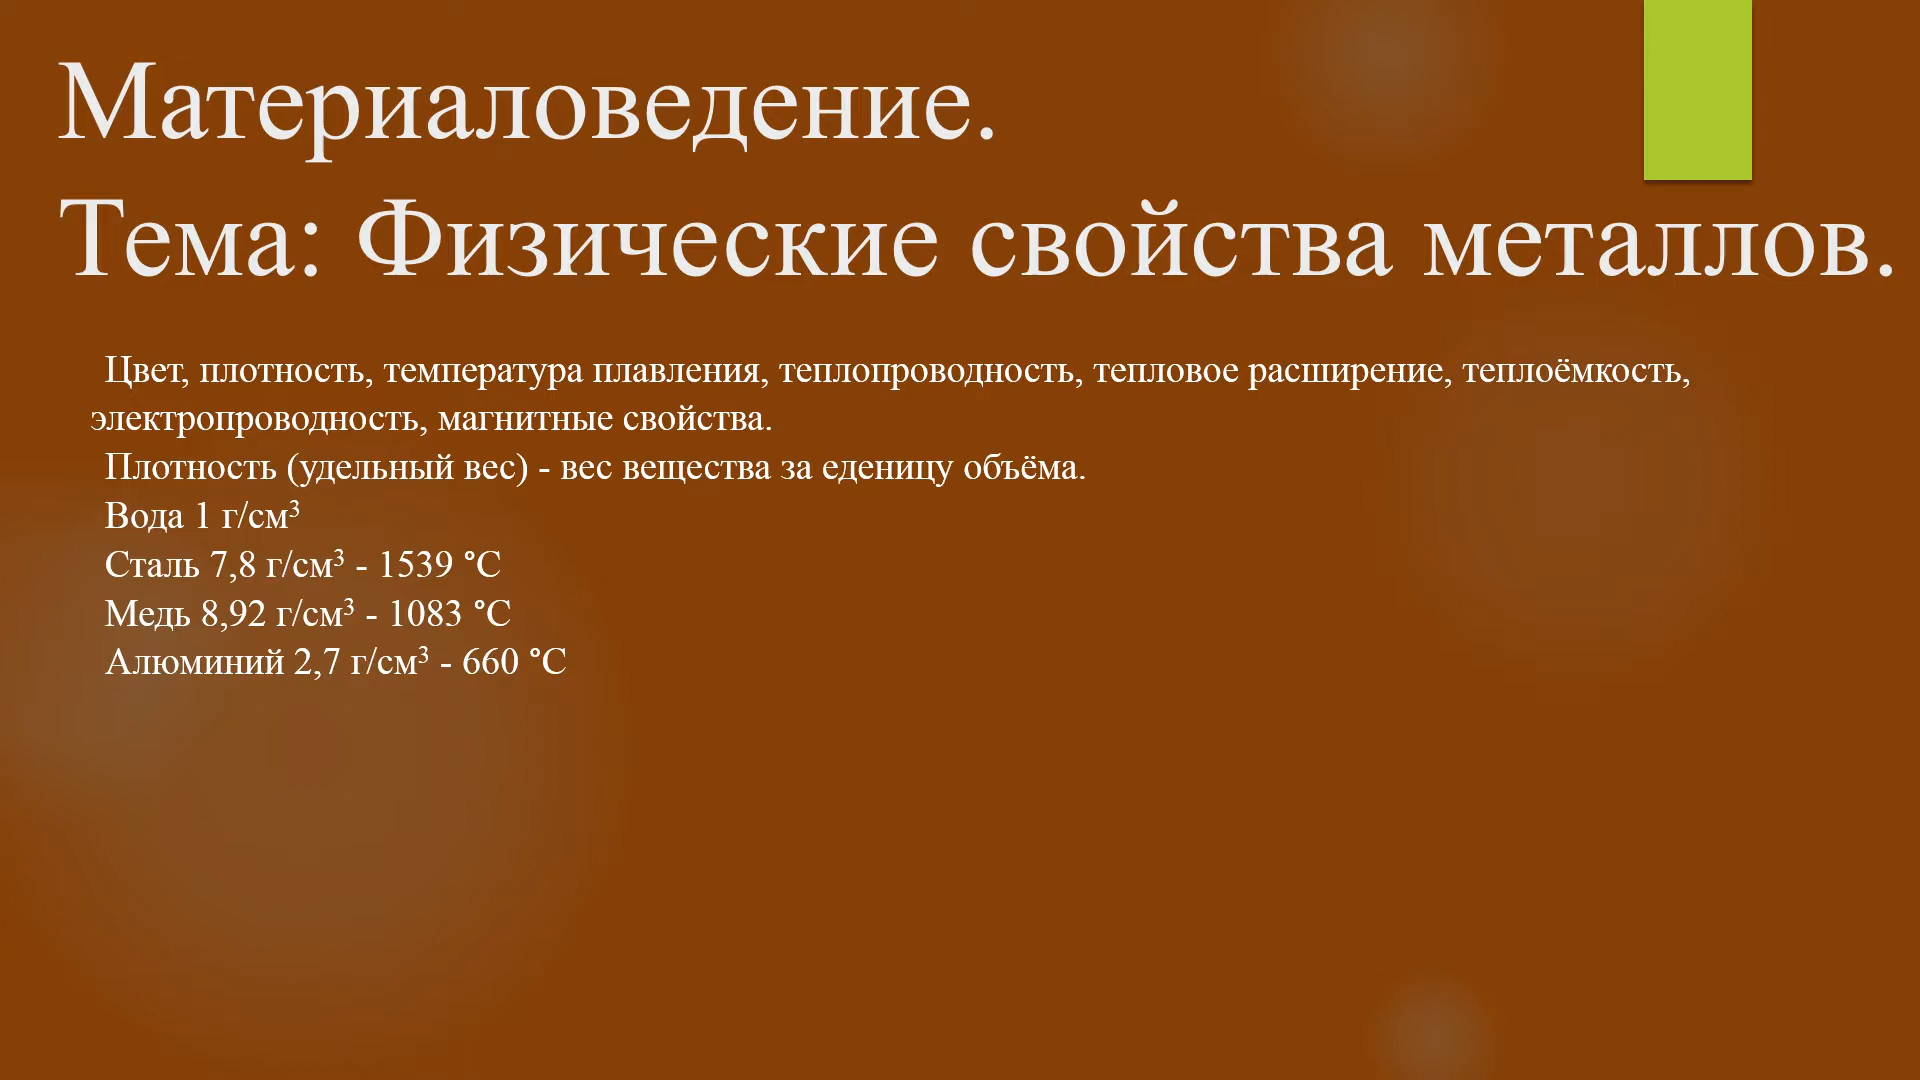 Материаловедение.
Тема: Физические свойства металлов.
Цвет, плотность, температура плавления, теплопроводность, тепловое расширение, теплоёмкость,
электропроводность, магнитные свойства.
Плотность (удельный вес) - вес вещества за еденицу объёма.
Вода 1 г/см³
Сталь 7,8 г/см³ - 1539 °С
Медь 8,92 г/см³ - 1083 °С
Алюминий 2,7 г/см³ - 660 °С